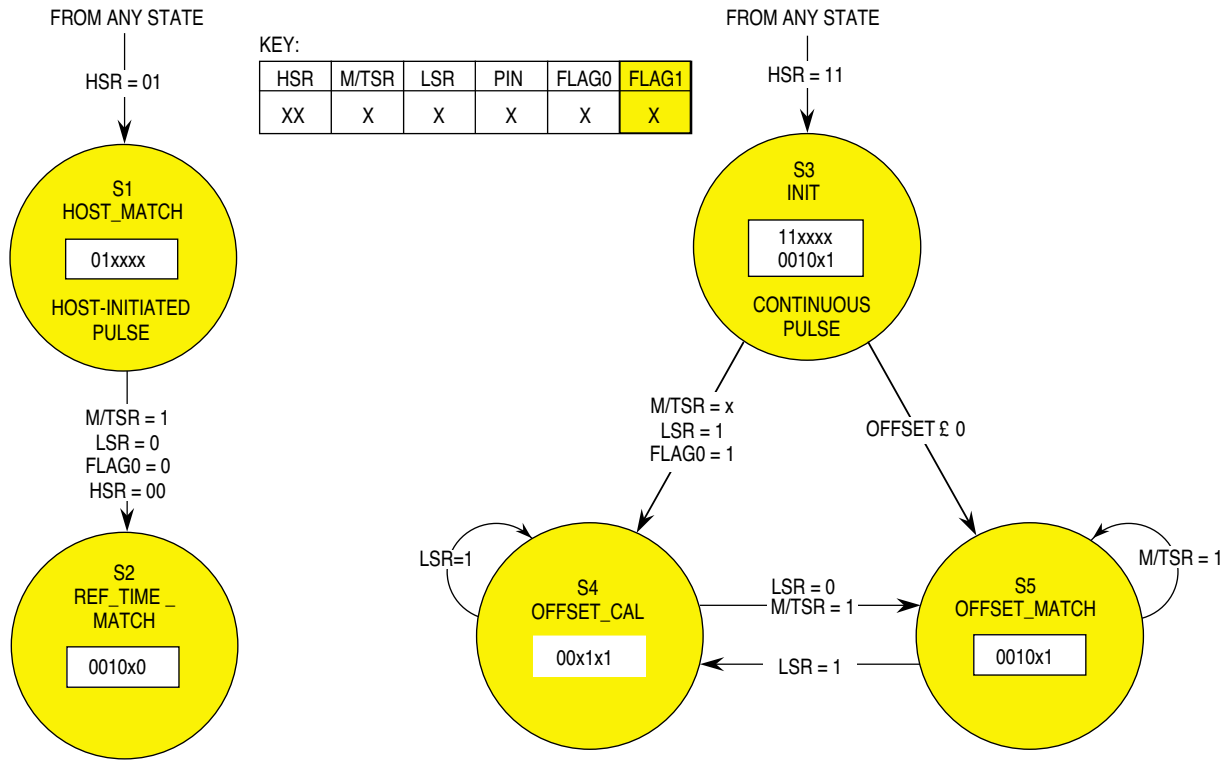 FROM ANY STATE
HSR = 01
S1
HOST_MATCH
01xxxx
HOST-INITIATED
PULSE
M/TSR = 1
LSR = 0
FLAG0 = 0
HSR = 00
S2
REF_TIME _
MATCH
0010x0
KEY:
HSR M/TSR LSR PIN FLAG0 FLAG1
XX X X X X X
FROM ANY STATE
HSR = 11
S3
INIT
11xxxx
0010x1
CONTINUOUS
PULSE
M/TSR = x
LSR = 1
FLAG0 = 1
OFFSET £ 0
LSR=1
S4
OFFSET_CAL
00x1x1
LSR = 0
M/TSR = 1
LSR = 1
S5
OFFSET_MATCH
0010x1
M/TSR = 1